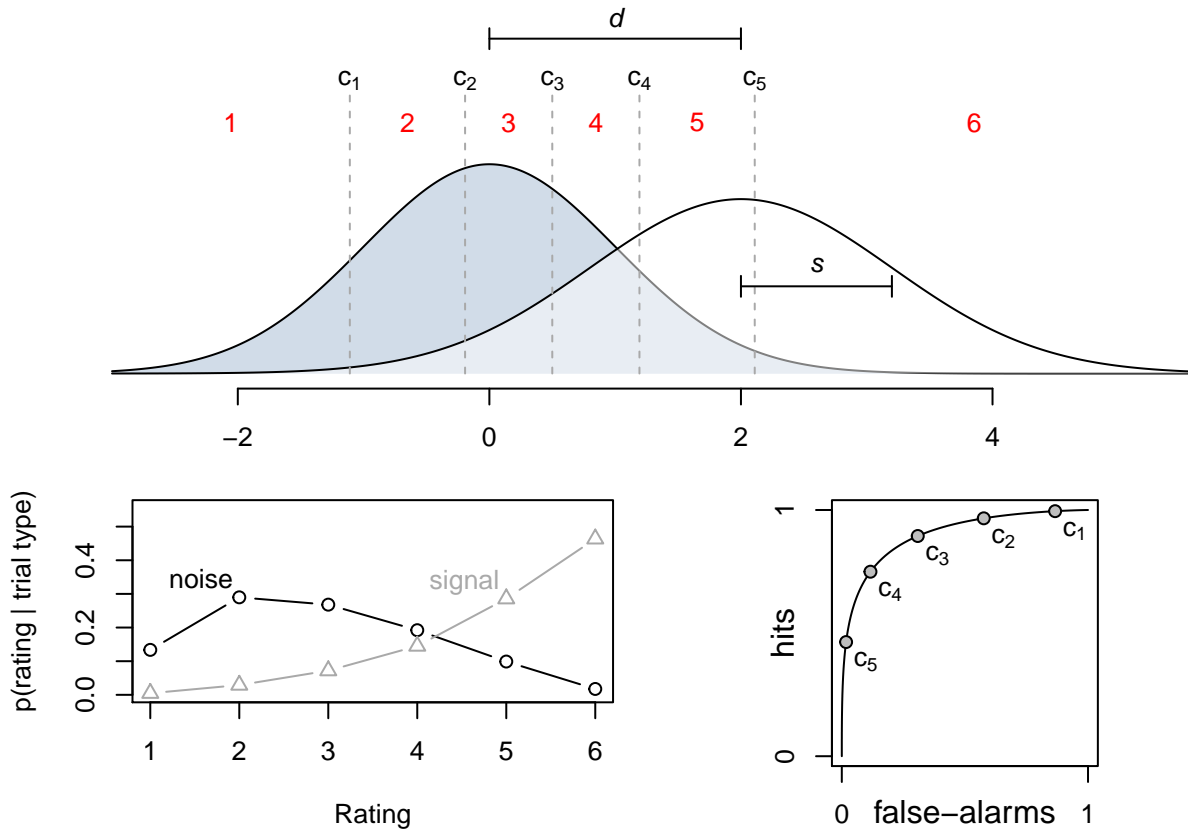 d
c1 c2 c3 c4 c5
1 2 3 4 5 6
s
−2 0 2 4
p(rating | trial type)
0.0 0.2 0.4
noise
signal
1 2 3 4 5 6
Rating
hits
0 1
c1
c2
c3
c4
c5
0 false−alarms 1